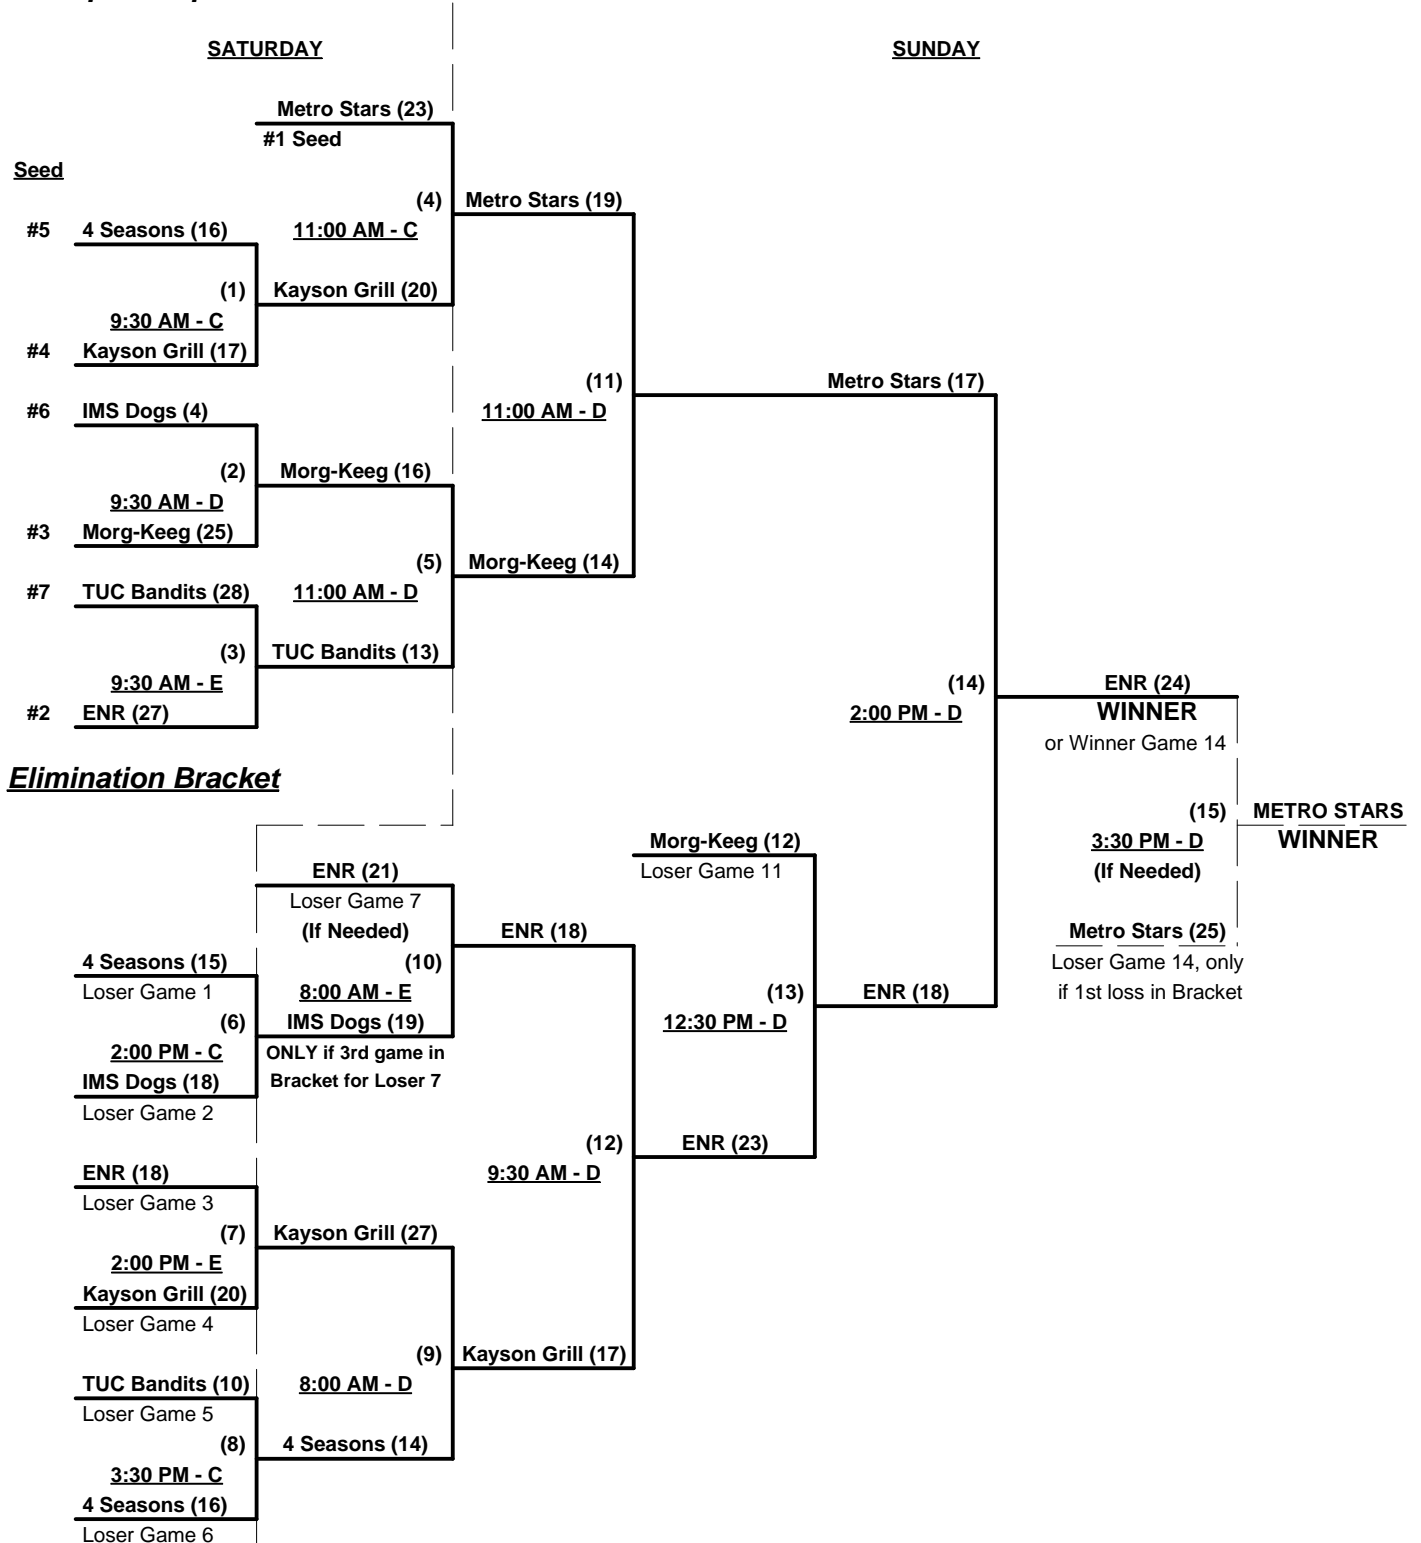 SATURDAY
SUNDAY
Metro Stars (23)
#1 Seed
Seed
(4)
Metro Stars (19)
#5
4 Seasons (16)
11:00 AM - C
(1)
Kayson Grill (20)
9:30 AM - C
#4
Kayson Grill (17)
(11)
Metro Stars (17)
#6
IMS Dogs (4)
11:00 AM - D
(2)
Morg-Keeg (16)
9:30 AM - D
#3
Morg-Keeg (25)
(5)
Morg-Keeg (14)
#7
TUC Bandits (28)
11:00 AM - D
(3)
TUC Bandits (13)
9:30 AM - E
(14)
ENR (24)
#2
ENR (27)
2:00 PM - D
WINNER
or Winner Game 14
Elimination Bracket
(15)
METRO STARS
Morg-Keeg (12)
3:30 PM - D
WINNER
ENR (21)
Loser Game 11
(If Needed)
Loser Game 7
(If Needed)
ENR (18)
Metro Stars (25)
4 Seasons (15)
(10)
Loser Game 14, only
Loser Game 1
8:00 AM - E
(13)
ENR (18)
if 1st loss in Bracket
(6)
IMS Dogs (19)
12:30 PM - D
2:00 PM - C
ONLY if 3rd game in
IMS Dogs (18)
Bracket for Loser 7
Loser Game 2
(12)
ENR (23)
ENR (18)
9:30 AM - D
Loser Game 3
(7)
Kayson Grill (27)
2:00 PM - E
Kayson Grill (20)
Loser Game 4
(9)
Kayson Grill (17)
TUC Bandits (10)
8:00 AM - D
Loser Game 5
(8)
4 Seasons (14)
3:30 PM - C
4 Seasons (16)
Loser Game 6